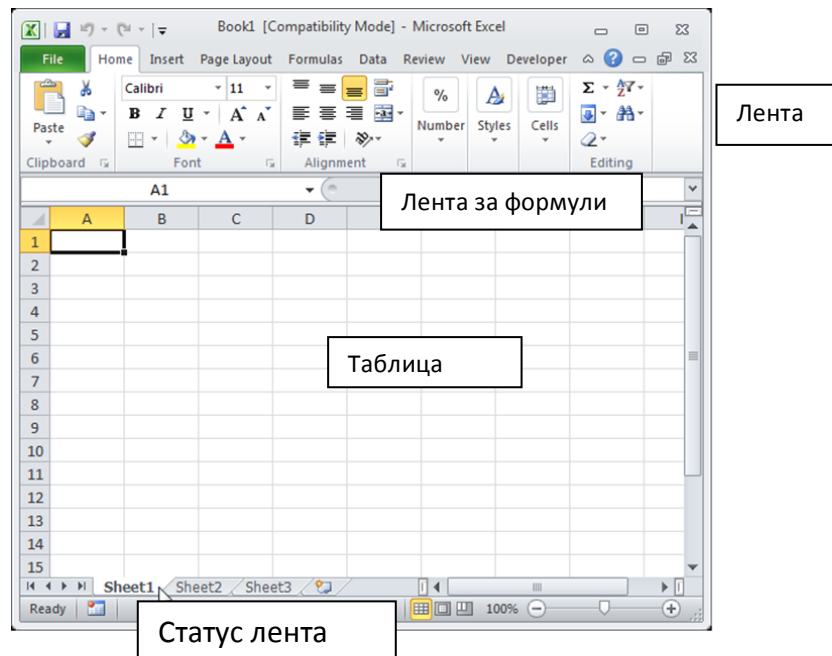 Book1 [Compatibility Mode] - Microsoft Excel
File Home Insert Page Layout Formulas Data Review View Developer
Calibri 11
Paste
B I U A A
A
%
Number Styles Cells
Σ
Clipboard Font Alignment Editing
Лента
A1
Лента за формули
A B C D I
1
2
3
4
5
6
Таблица
7
8
9
10
11
12
13
14
15
Sheet1 Sheet2 Sheet3
Ready 100%
Статус лента